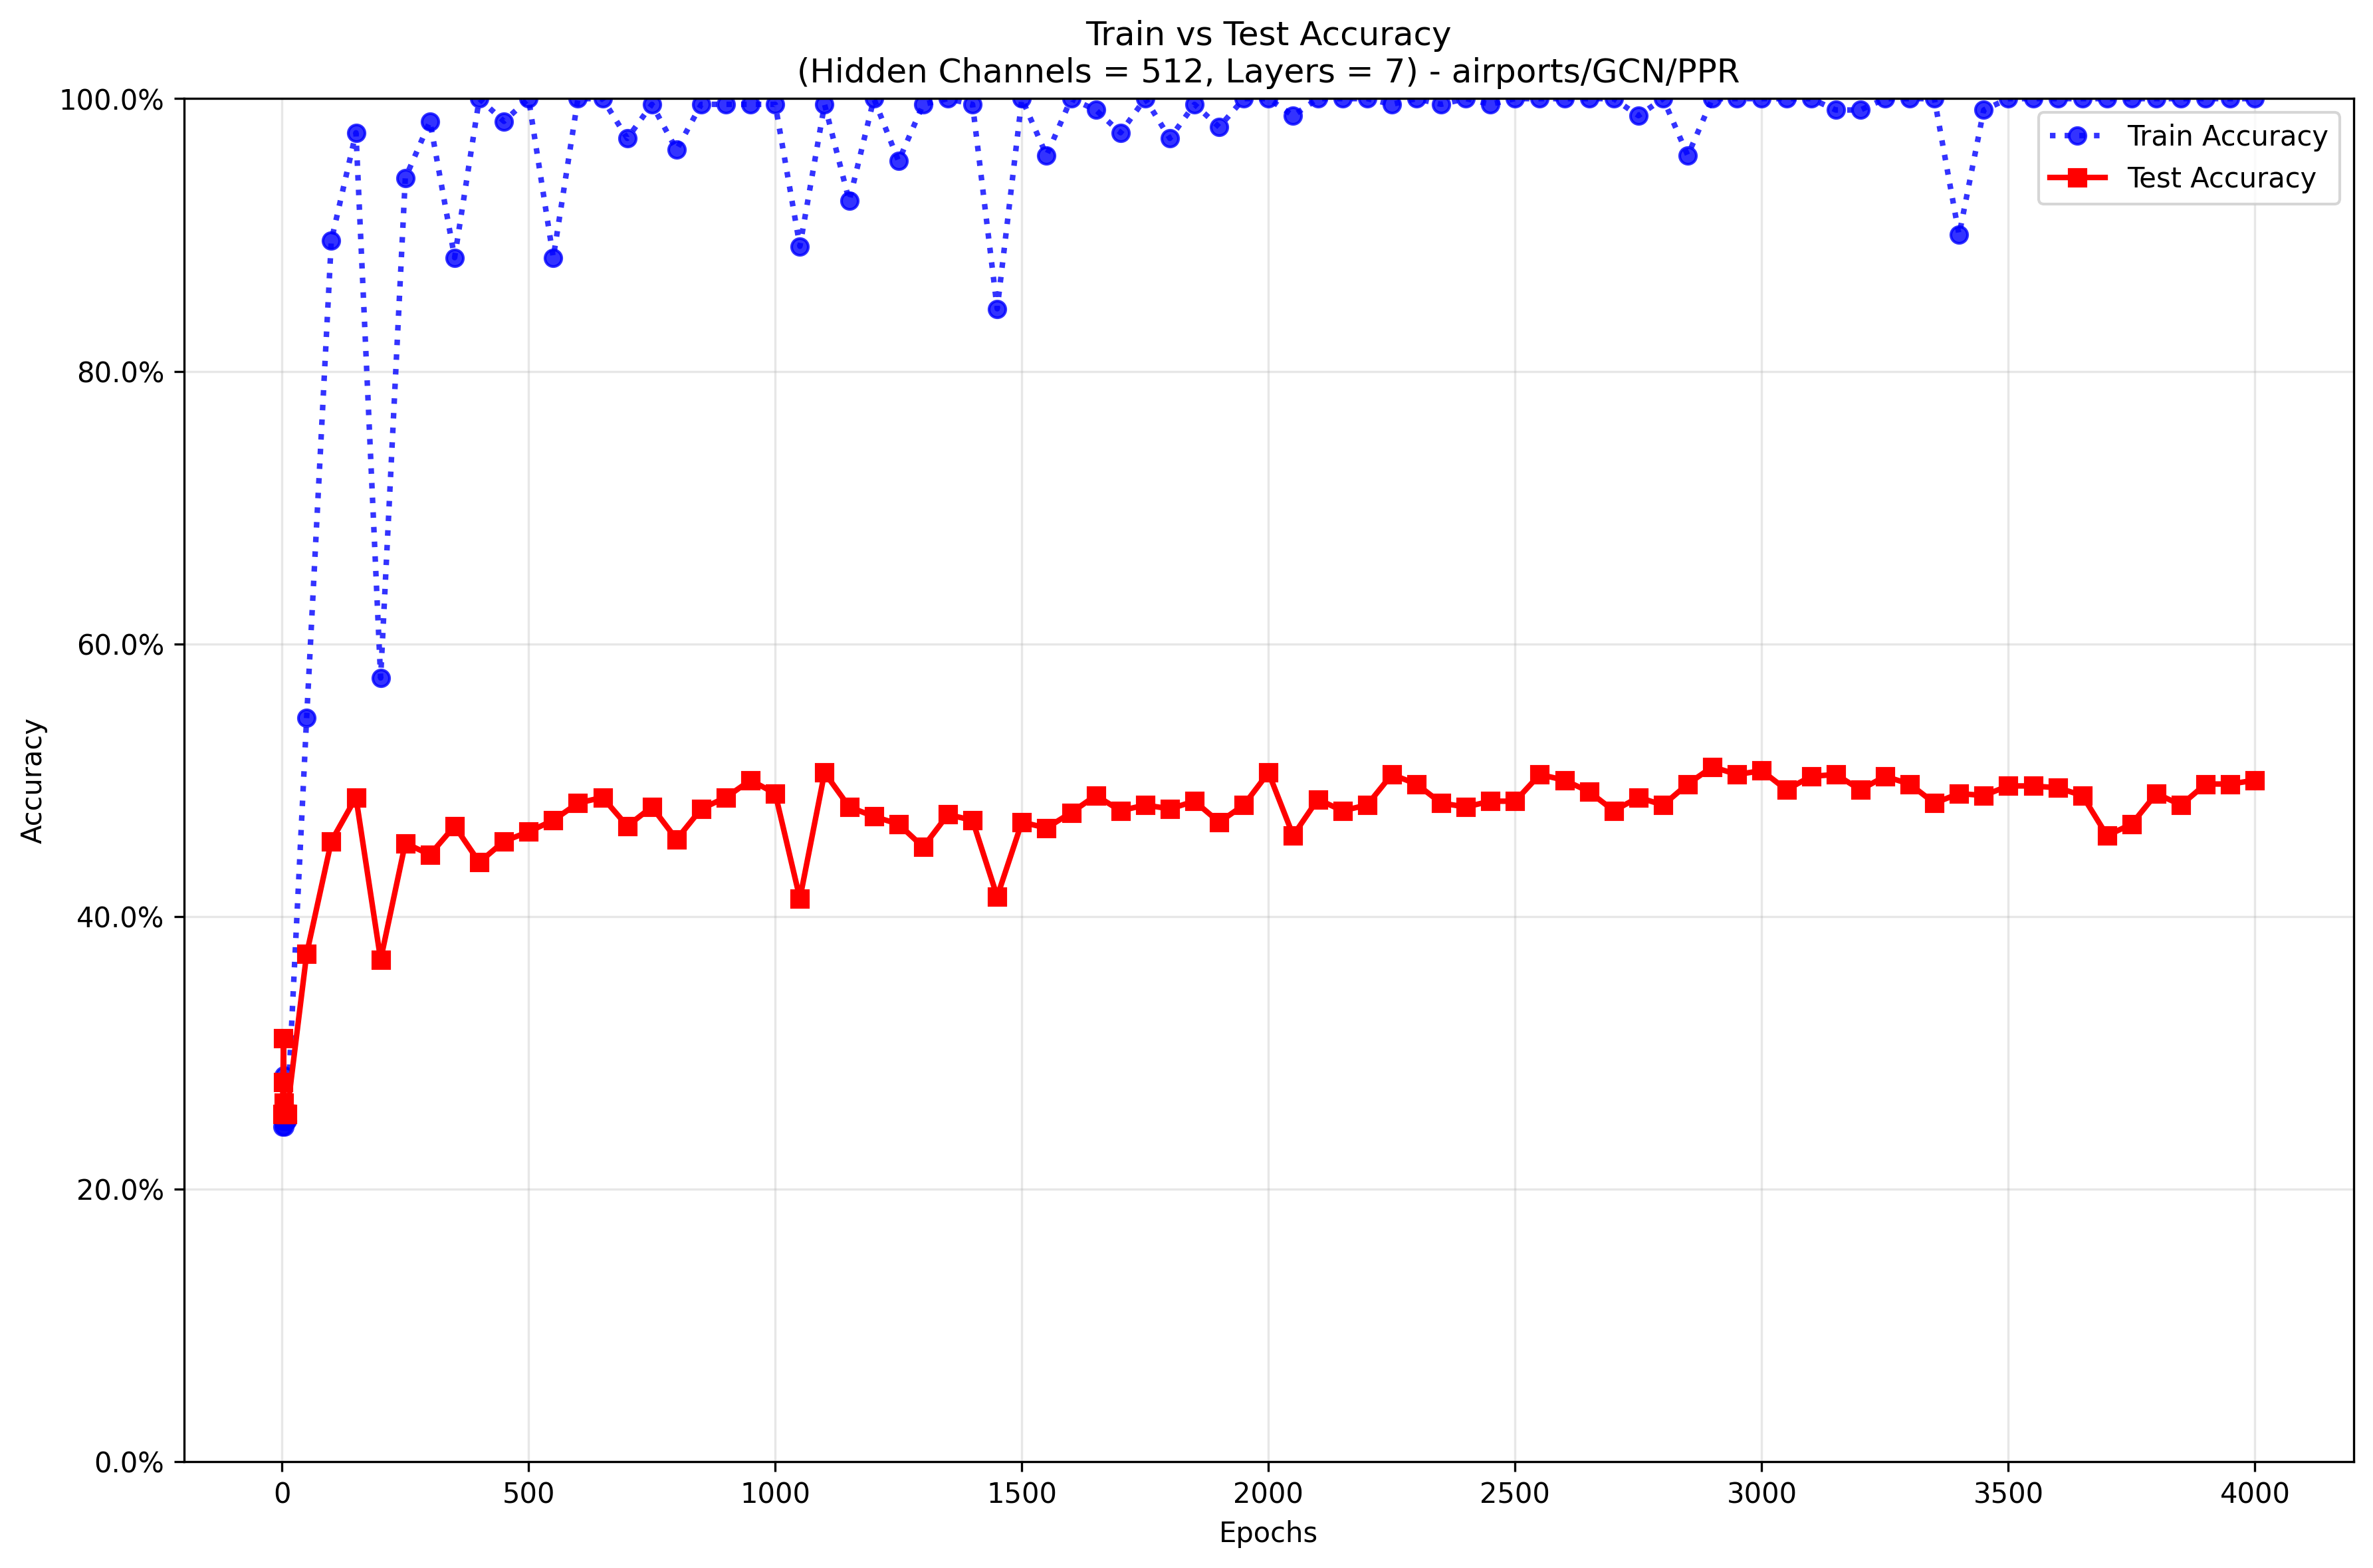 Train vs Test Accuracy
(Hidden Channels = 512, Layers = 7) - airports/GCN/PPR
100.0%
80.0%
60.0%
40.0%
20.0%
0.0%
Accuracy
Train Accuracy
Test Accuracy
0 500 1000 1500 2000 2500 3000 3500 4000
Epochs